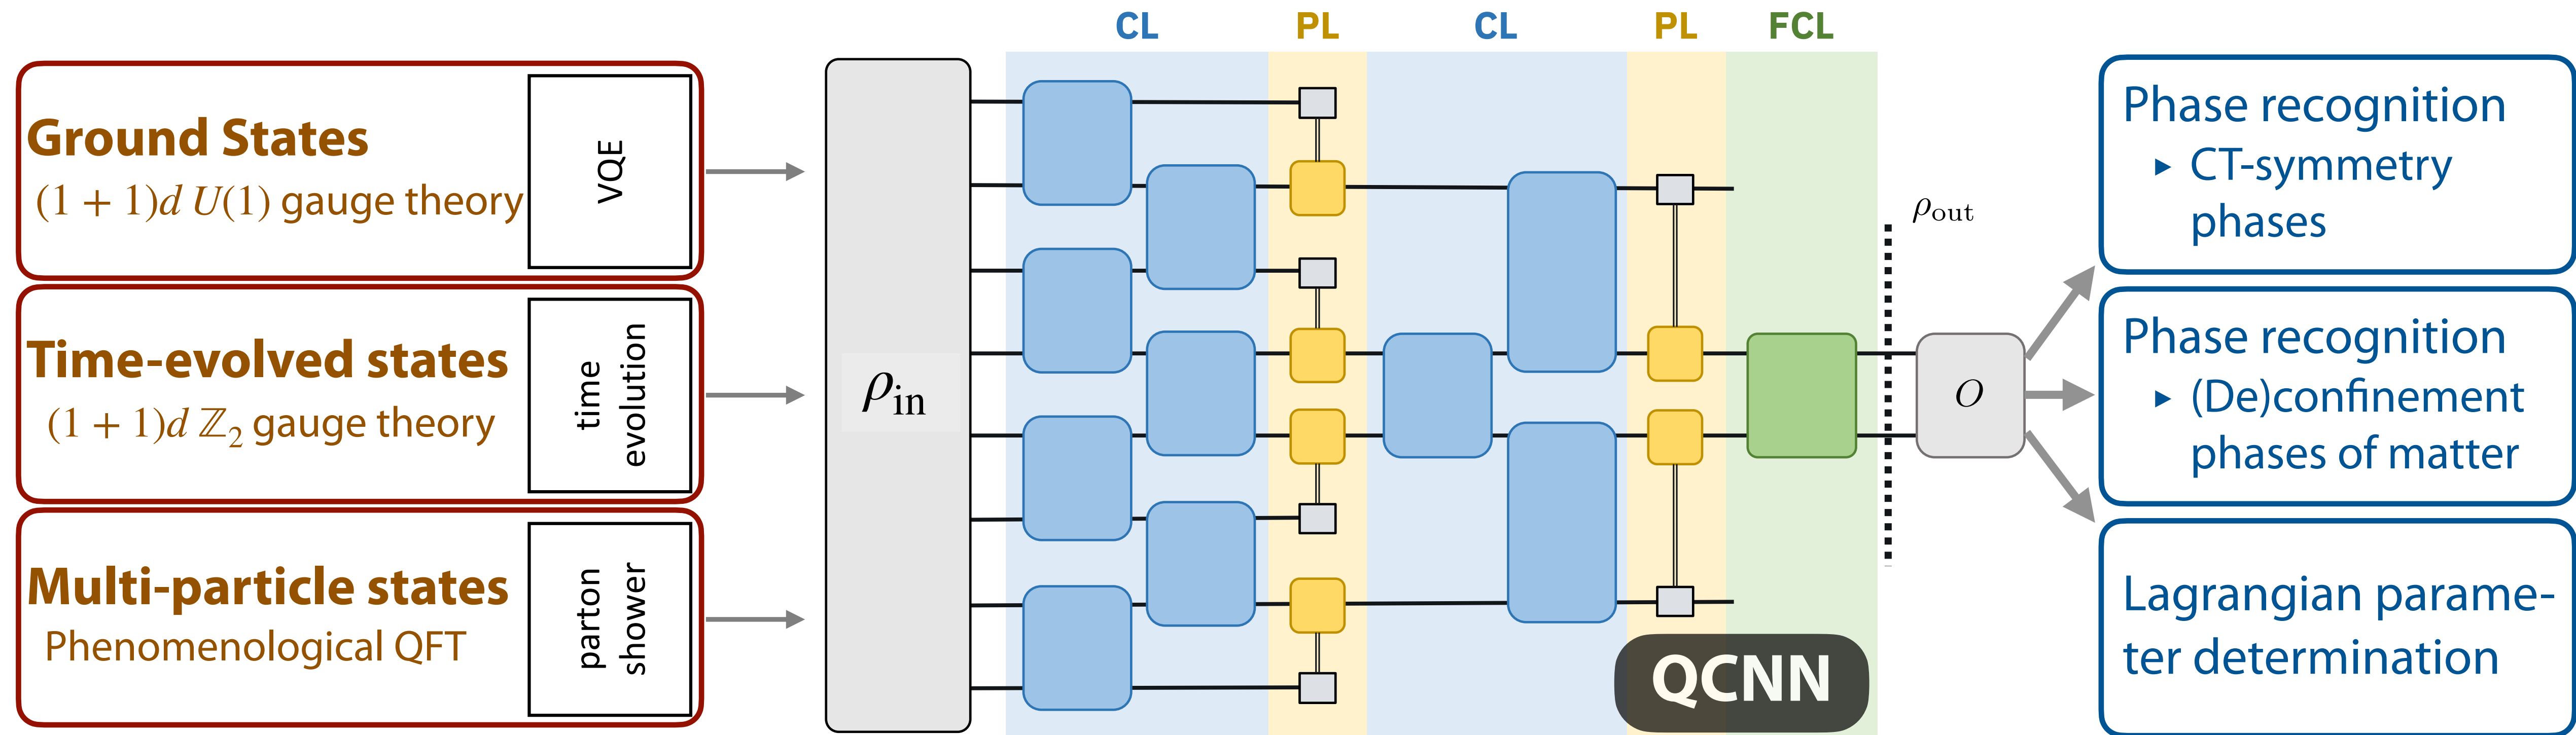 CL PL CL PL FCL
Ground States
(1 + 1)d U(1) gauge theory
VQE
Time-evolved states
(1 + 1)d ℤ₂ gauge theory
time
evolution
Multi-particle states
Phenomenological QFT
parton
shower
ρin
QCNN
ρout
O
Phase recognition
▸ CT-symmetry
phases
Phase recognition
▸ (De)confinement
phases of matter
Lagrangian parame-
ter determination